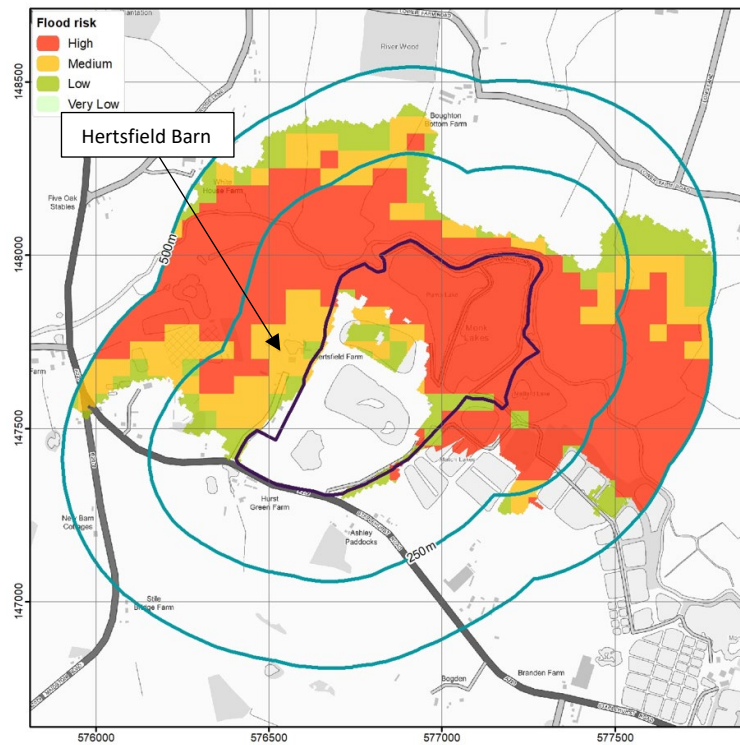 Flood risk
High
Medium
Low
Very Low
Hertsfield Barn
River Wood
Boughton
Bottom Farm
Five Oak
Stables
House Farm
500m
Hertsfield Farm
Monk
Lakes
Farm
Hurst
Green Farm
Ashley
Paddocks
250m
New Barn
Cottages
Stile
Bridge Farm
Bogden
Branden Farm
148500
148000
147500
147000
576000
576500
577000
577500